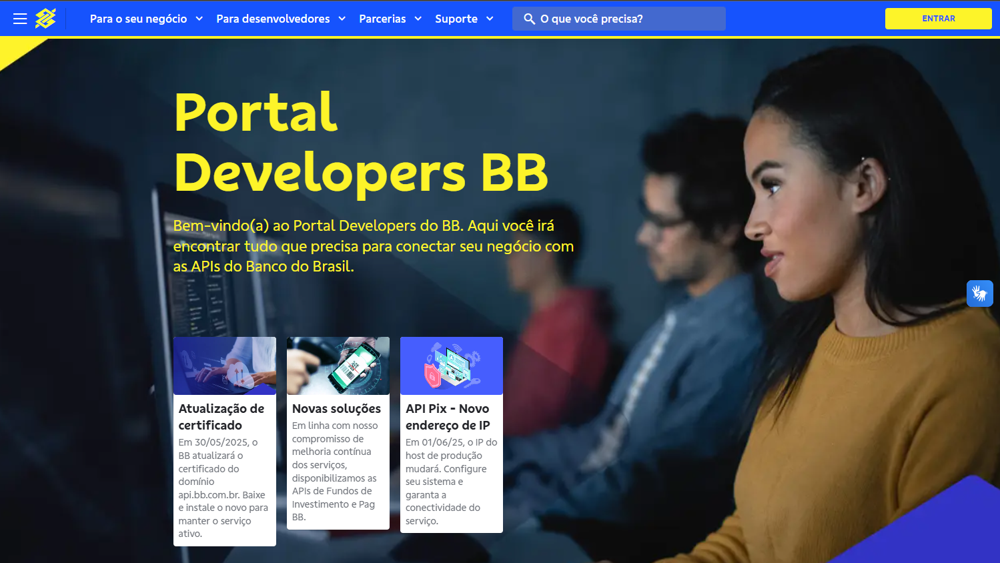 Para o seu negócio
Para desenvolvedores
Parcerias
Suporte
O que você precisa?
ENTRAR
Portal
Developers BB
Bem-vindo(a) ao Portal Developers do BB. Aqui você irá
encontrar tudo que precisa para conectar seu negócio com
as APIs do Banco do Brasil.
Atualização de
certificado
Em 30/05/2025, o
BB atualizará o
certificado do
domínio
api.bb.com.br. Baixe
e instale o novo para
manter o serviço
ativo.
Novas soluções
Em linha com nosso
compromisso de
melhoria contínua
dos serviços,
disponibilizamos as
APIs de Fundos de
Investimento e Pag
BB.
API Pix - Novo
endereço de IP
Em 01/06/25, o IP do
host de produção
mudará. Configure
seu sistema e
garanta a
conectividade do
serviço.